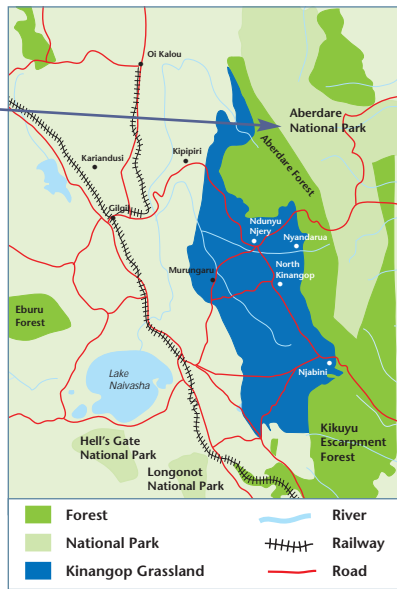 Oi Kalou
Aberdare
National Park
Aberdare Forest
Kariandusi
Kipipiri
Gilgil
Ndunyu
Njery
Nyandarua
Murungaru
North
Kinangop
Eburu
Forest
Lake
Naivasha
Njabini
Hell's Gate
National Park
Longonot
National Park
Kikuyu
Escarpment
Forest
Forest
River
National Park
Railway
Kinangop Grassland
Road